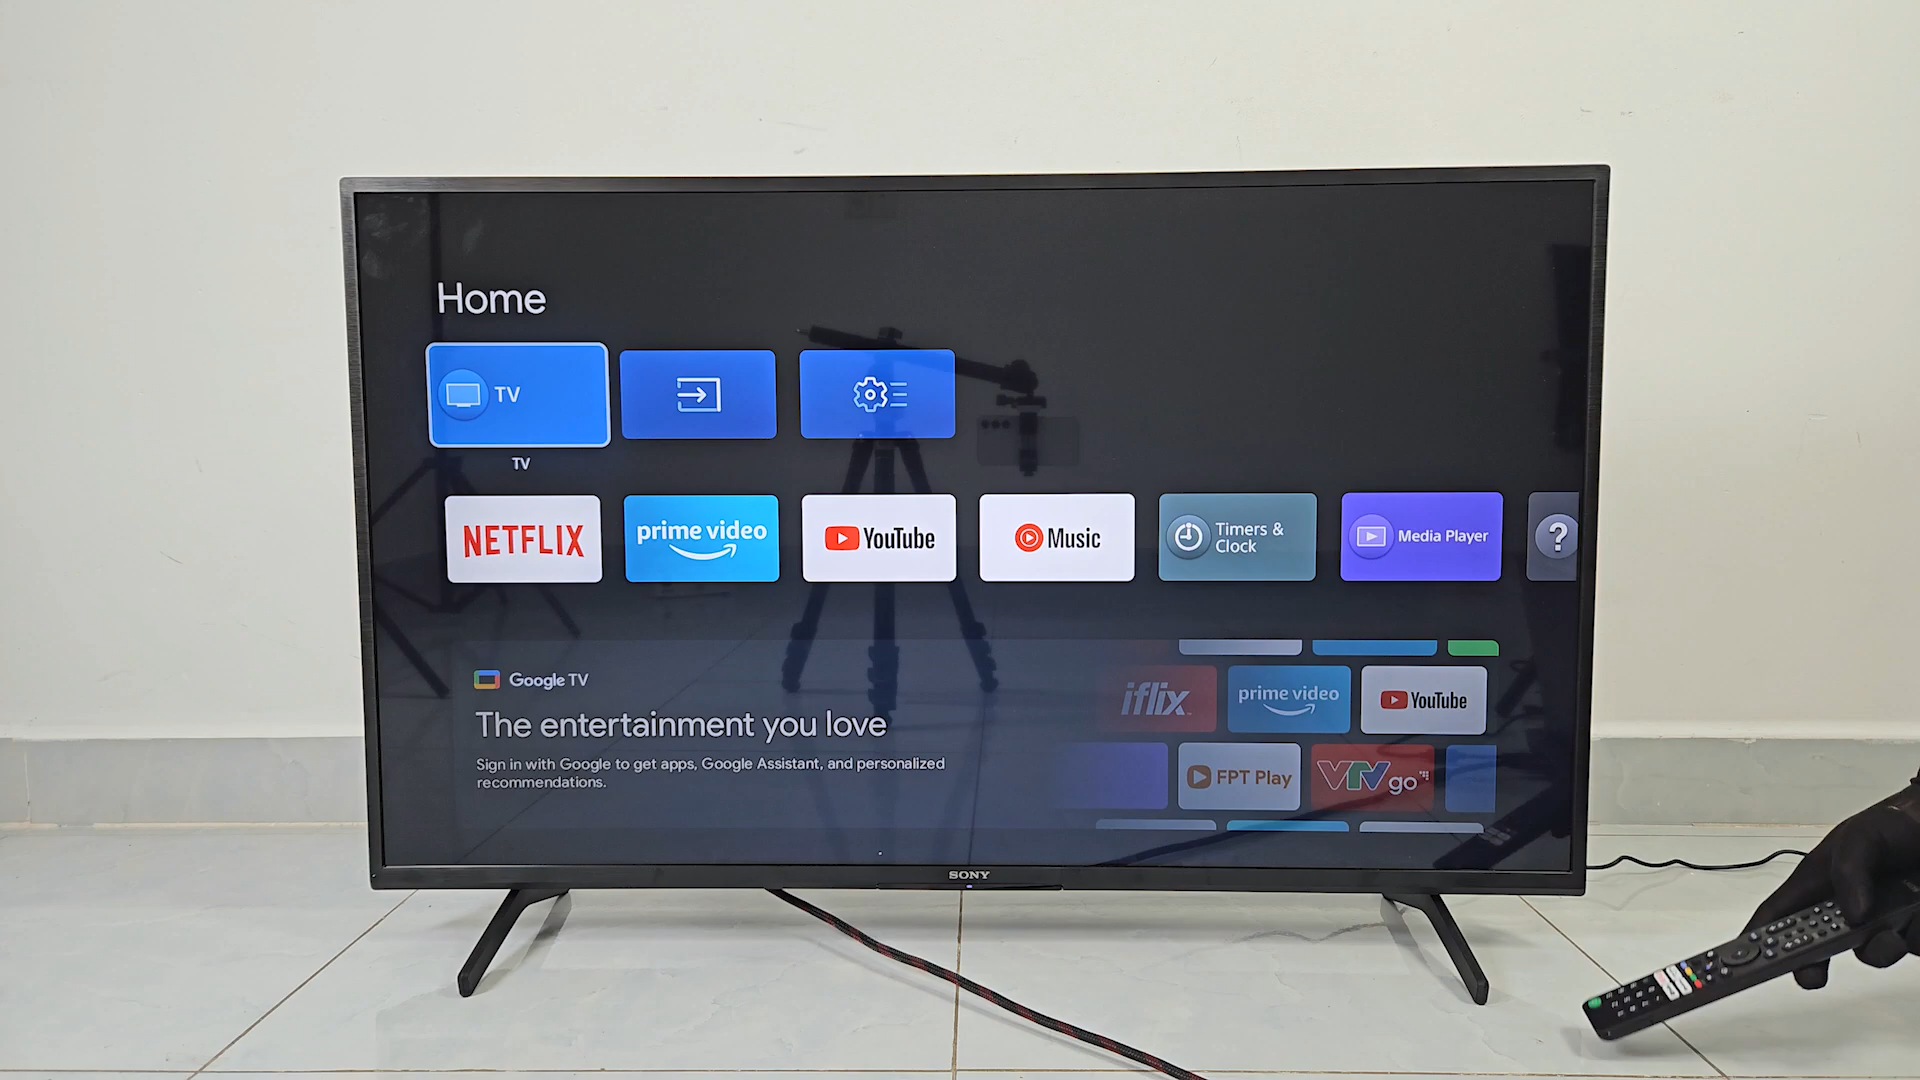 Home
TV
TV
NETFLIX
prime video
YouTube
Music
Timers &
Clock
Media Player
?
Google TV
The entertainment you love
Sign in with Google to get apps, Google Assistant, and personalized
recommendations.
iflix
prime video
YouTube
FPT Play
VTV go
SONY